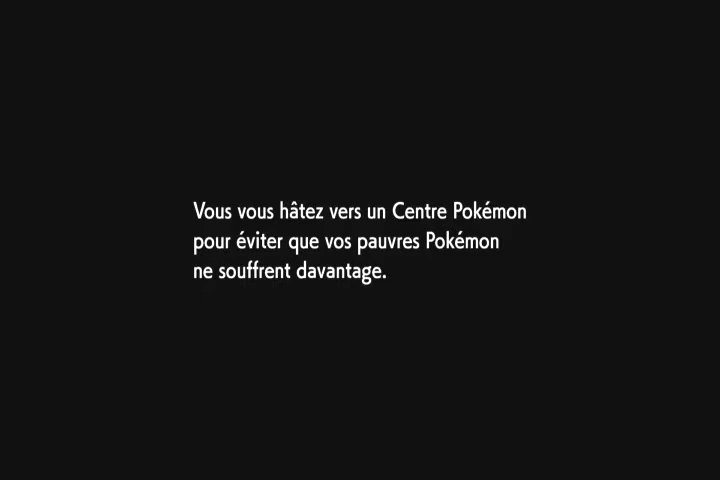 Vous vous hâtez vers un Centre Pokémon
pour éviter que vos pauvres Pokémon
ne souffrent davantage.